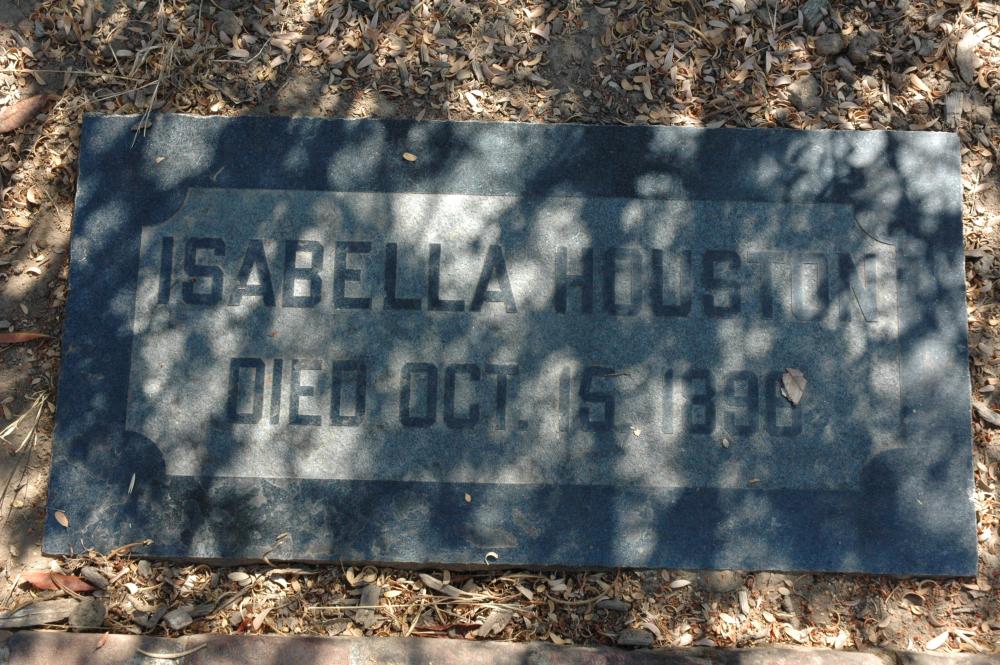 ISABELLA HOUSTON
DIED OCT. 15. 1890